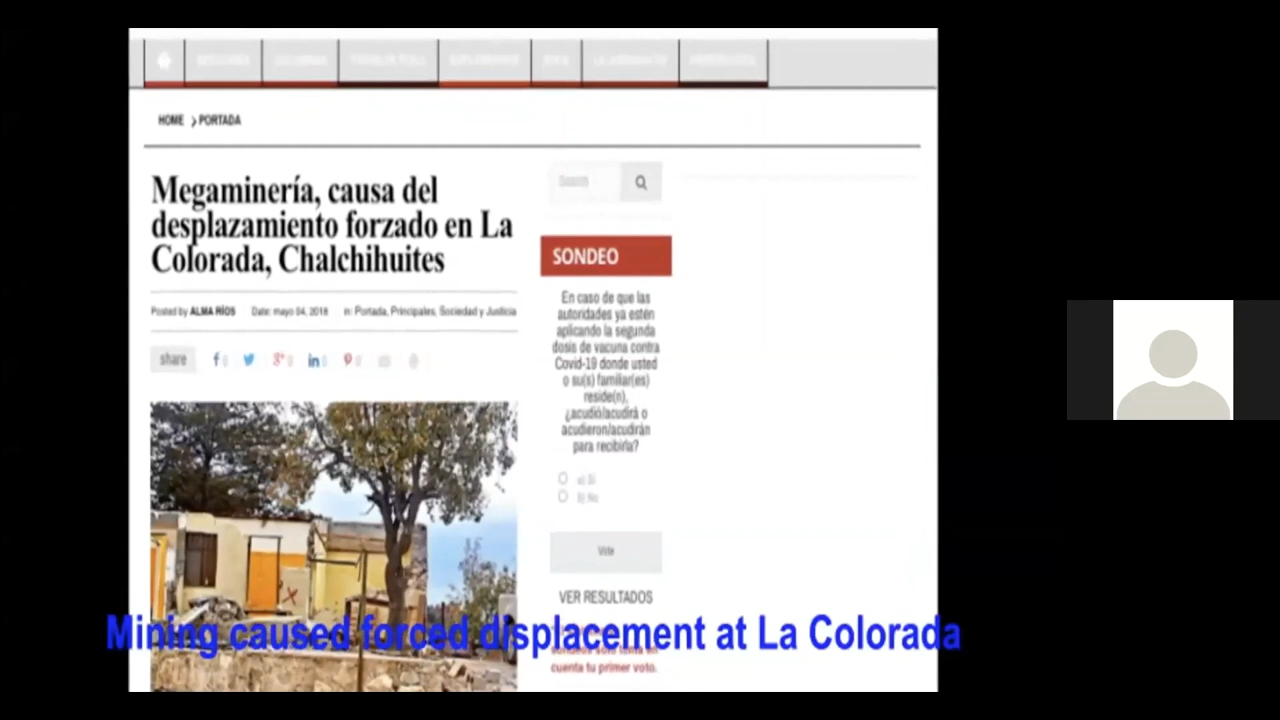 HOME
PORTADA
Megaminería, causa del
desplazamiento forzado en La
Colorada, Chalchihuites
Posted by ALMA RÍOS Date: mayo 04, 2018 in: Portada, Principales, Sociedad y Justicia
share
Search
SONDEO
En caso de que las
autoridades ya estén
aplicando la segunda
dosis de vacuna contra
Covid-19 donde usted
o su(s) familiar(es)
reside(n),
¿acudió/acudirá o
acudieron/acudirán
para recibirla?
a) Sí
b) No
Vote
VER RESULTADOS
cuenta tu primer voto.
Mining caused forced displacement at La Colorada